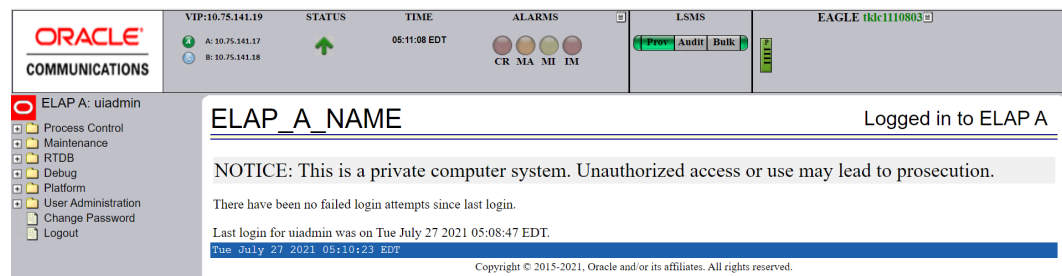 ORACLE
COMMUNICATIONS
VIP:10.75.141.19 STATUS TIME ALARMS LSMS EAGLE tklc1110803
A A: 10.75.141.17 05:11:08 EDT Prov Audit Bulk
B: 10.75.141.18
CR MA MI IM
ELAP A: uiadmin
Process Control
Maintenance
RTDB
Debug
Platform
User Administration
Change Password
Logout
ELAP_A_NAME Logged in to ELAP A
NOTICE: This is a private computer system. Unauthorized access or use may lead to prosecution.
There have been no failed login attempts since last login.
Last login for uiadmin was on Tue July 27 2021 05:08:47 EDT.
Tue July 27 2021 05:10:23 EDT
Copyright © 2015-2021, Oracle and/or its affiliates. All rights reserved.